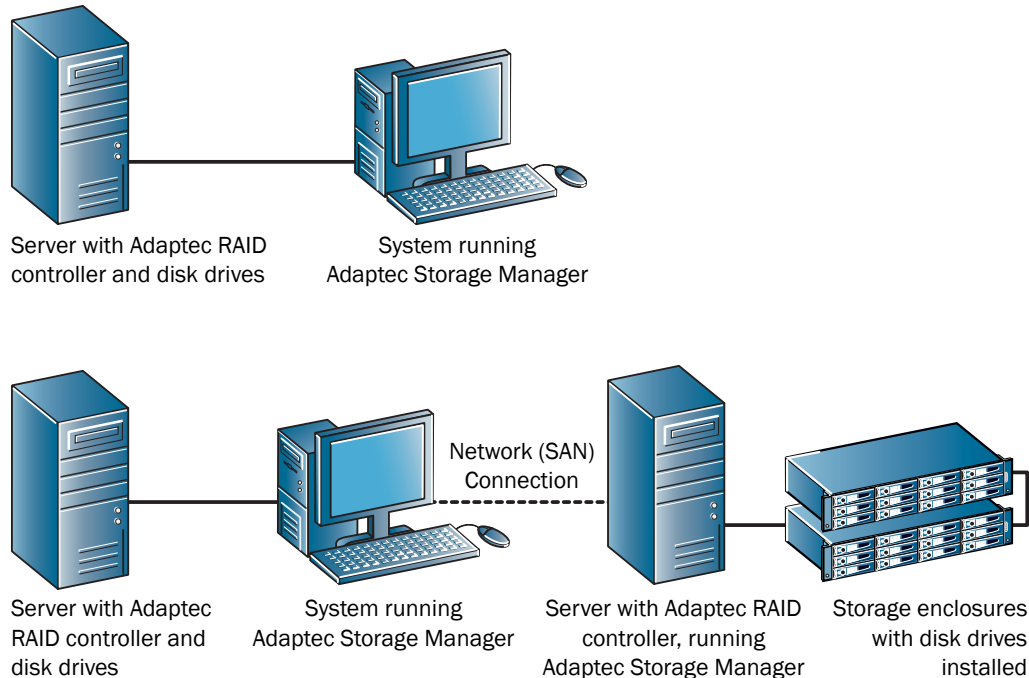 Server with Adaptec RAID
controller and disk drives
System running
Adaptec Storage Manager
Network (SAN)
Connection
Server with Adaptec
RAID controller and
disk drives
System running
Adaptec Storage Manager
Server with Adaptec RAID
controller, running
Adaptec Storage Manager
Storage enclosures
with disk drives
installed